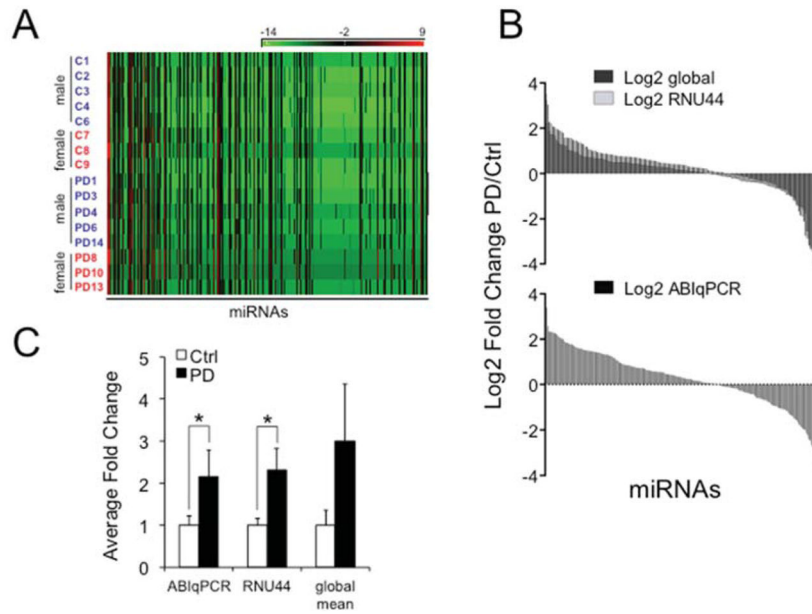 A
-14 -2 9
male
C1
C2
C3
C4
C6
female
C7
C8
C9
male
PD1
PD3
PD4
PD6
PD14
female
PD8
PD10
PD13
miRNAs
B
Log2 Fold Change PD/Ctrl
4
2
0
-2
-4
Log2 global
Log2 RNU44
4
2
0
-2
-4
Log2 ABIqPCR
miRNAs
C
Average Fold Change
5
4
3
2
1
0
Ctrl
PD
* *
ABIqPCR RNU44 global
mean